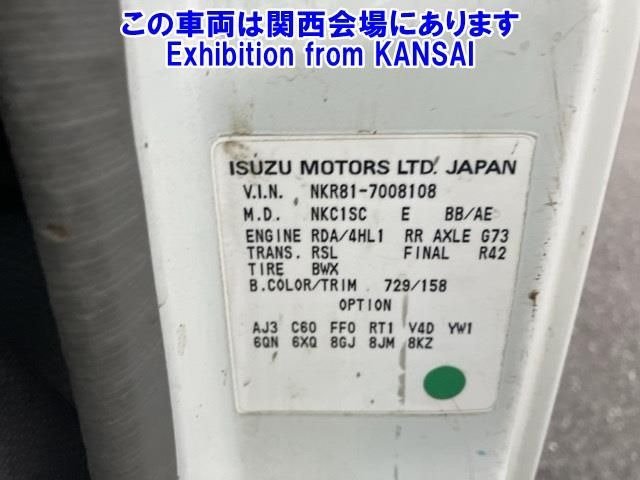 この車両は関西会場にあります
Exhibition from KANSAI
ISUZU MOTORS LTD. JAPAN
V.I.N. NKR81-7008108
M.D. NKC1SC E BB/AE
ENGINE RDA/4HL1 RR AXLE G73
TRANS. RSL FINAL R42
TIRE BWX
B.COLOR/TRIM 729/158
OPTION
AJ3 C60 FF0 RT1 V4D YW1
6QN 6XQ 8GJ 8JM 8KZ